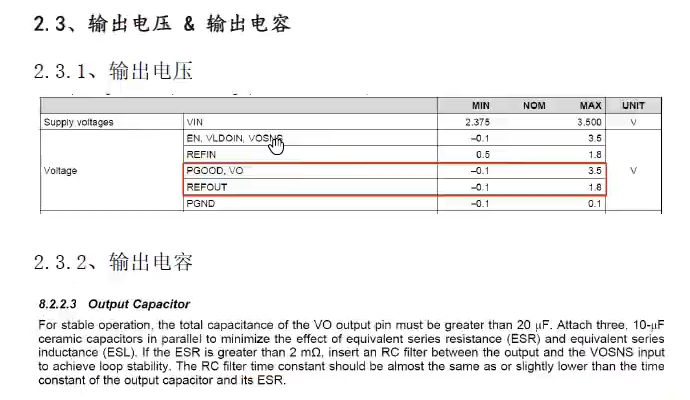 2.3、输出电压 & 输出电容
2.3.1、输出电压
MIN NOM MAX UNIT
Supply voltages VIN 2.375 3.500 V
EN, VLDOIN, VOSNS –0.1 3.5
REFIN 0.5 1.8
Voltage PGOOD, VO –0.1 3.5 V
REFOUT –0.1 1.8
PGND –0.1 0.1
2.3.2、输出电容
8.2.2.3 Output Capacitor
For stable operation, the total capacitance of the VO output pin must be greater than 20 μF. Attach three, 10-μF
ceramic capacitors in parallel to minimize the effect of equivalent series resistance (ESR) and equivalent series
inductance (ESL). If the ESR is greater than 2 mΩ, insert an RC filter between the output and the VOSNS input
to achieve loop stability. The RC filter time constant should be almost the same as or slightly lower than the time
constant of the output capacitor and its ESR.